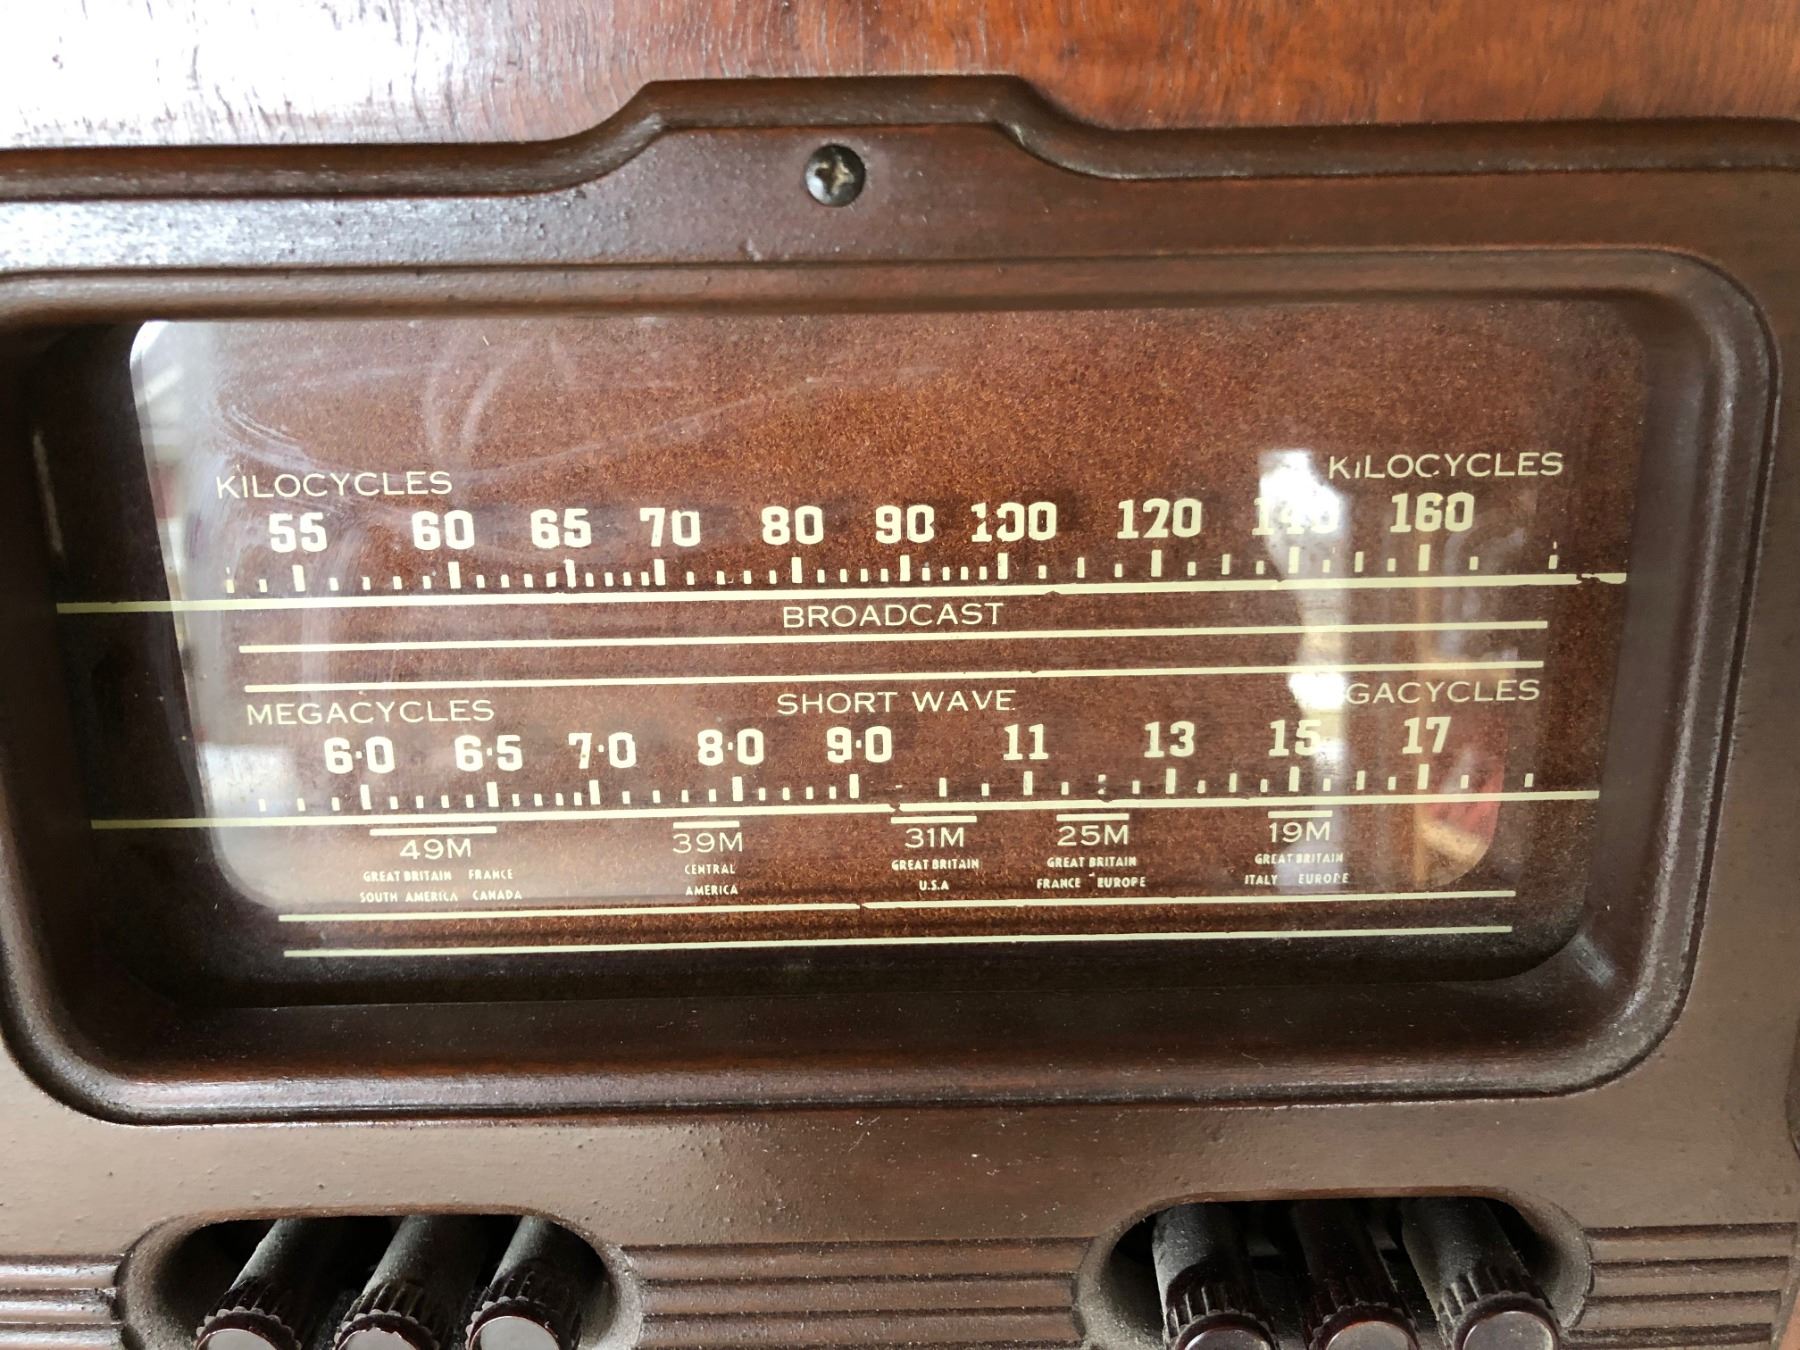 KILOCYCLES KILOCYCLES
55 60 65 70 80 90 100 120 140 160
BROADCAST
MEGACYCLES SHORT WAVE GACYCLES
6·0 6·5 7·0 8·0 9·0 11 13 15 17
49M 39M 31M 25M 19M
GREAT BRITAIN FRANCE CENTRAL GREAT BRITAIN GREAT BRITAIN GREAT BRITAIN
SOUTH AMERICA CANADA AMERICA U.S.A FRANCE EUROPE ITALY EUROPE